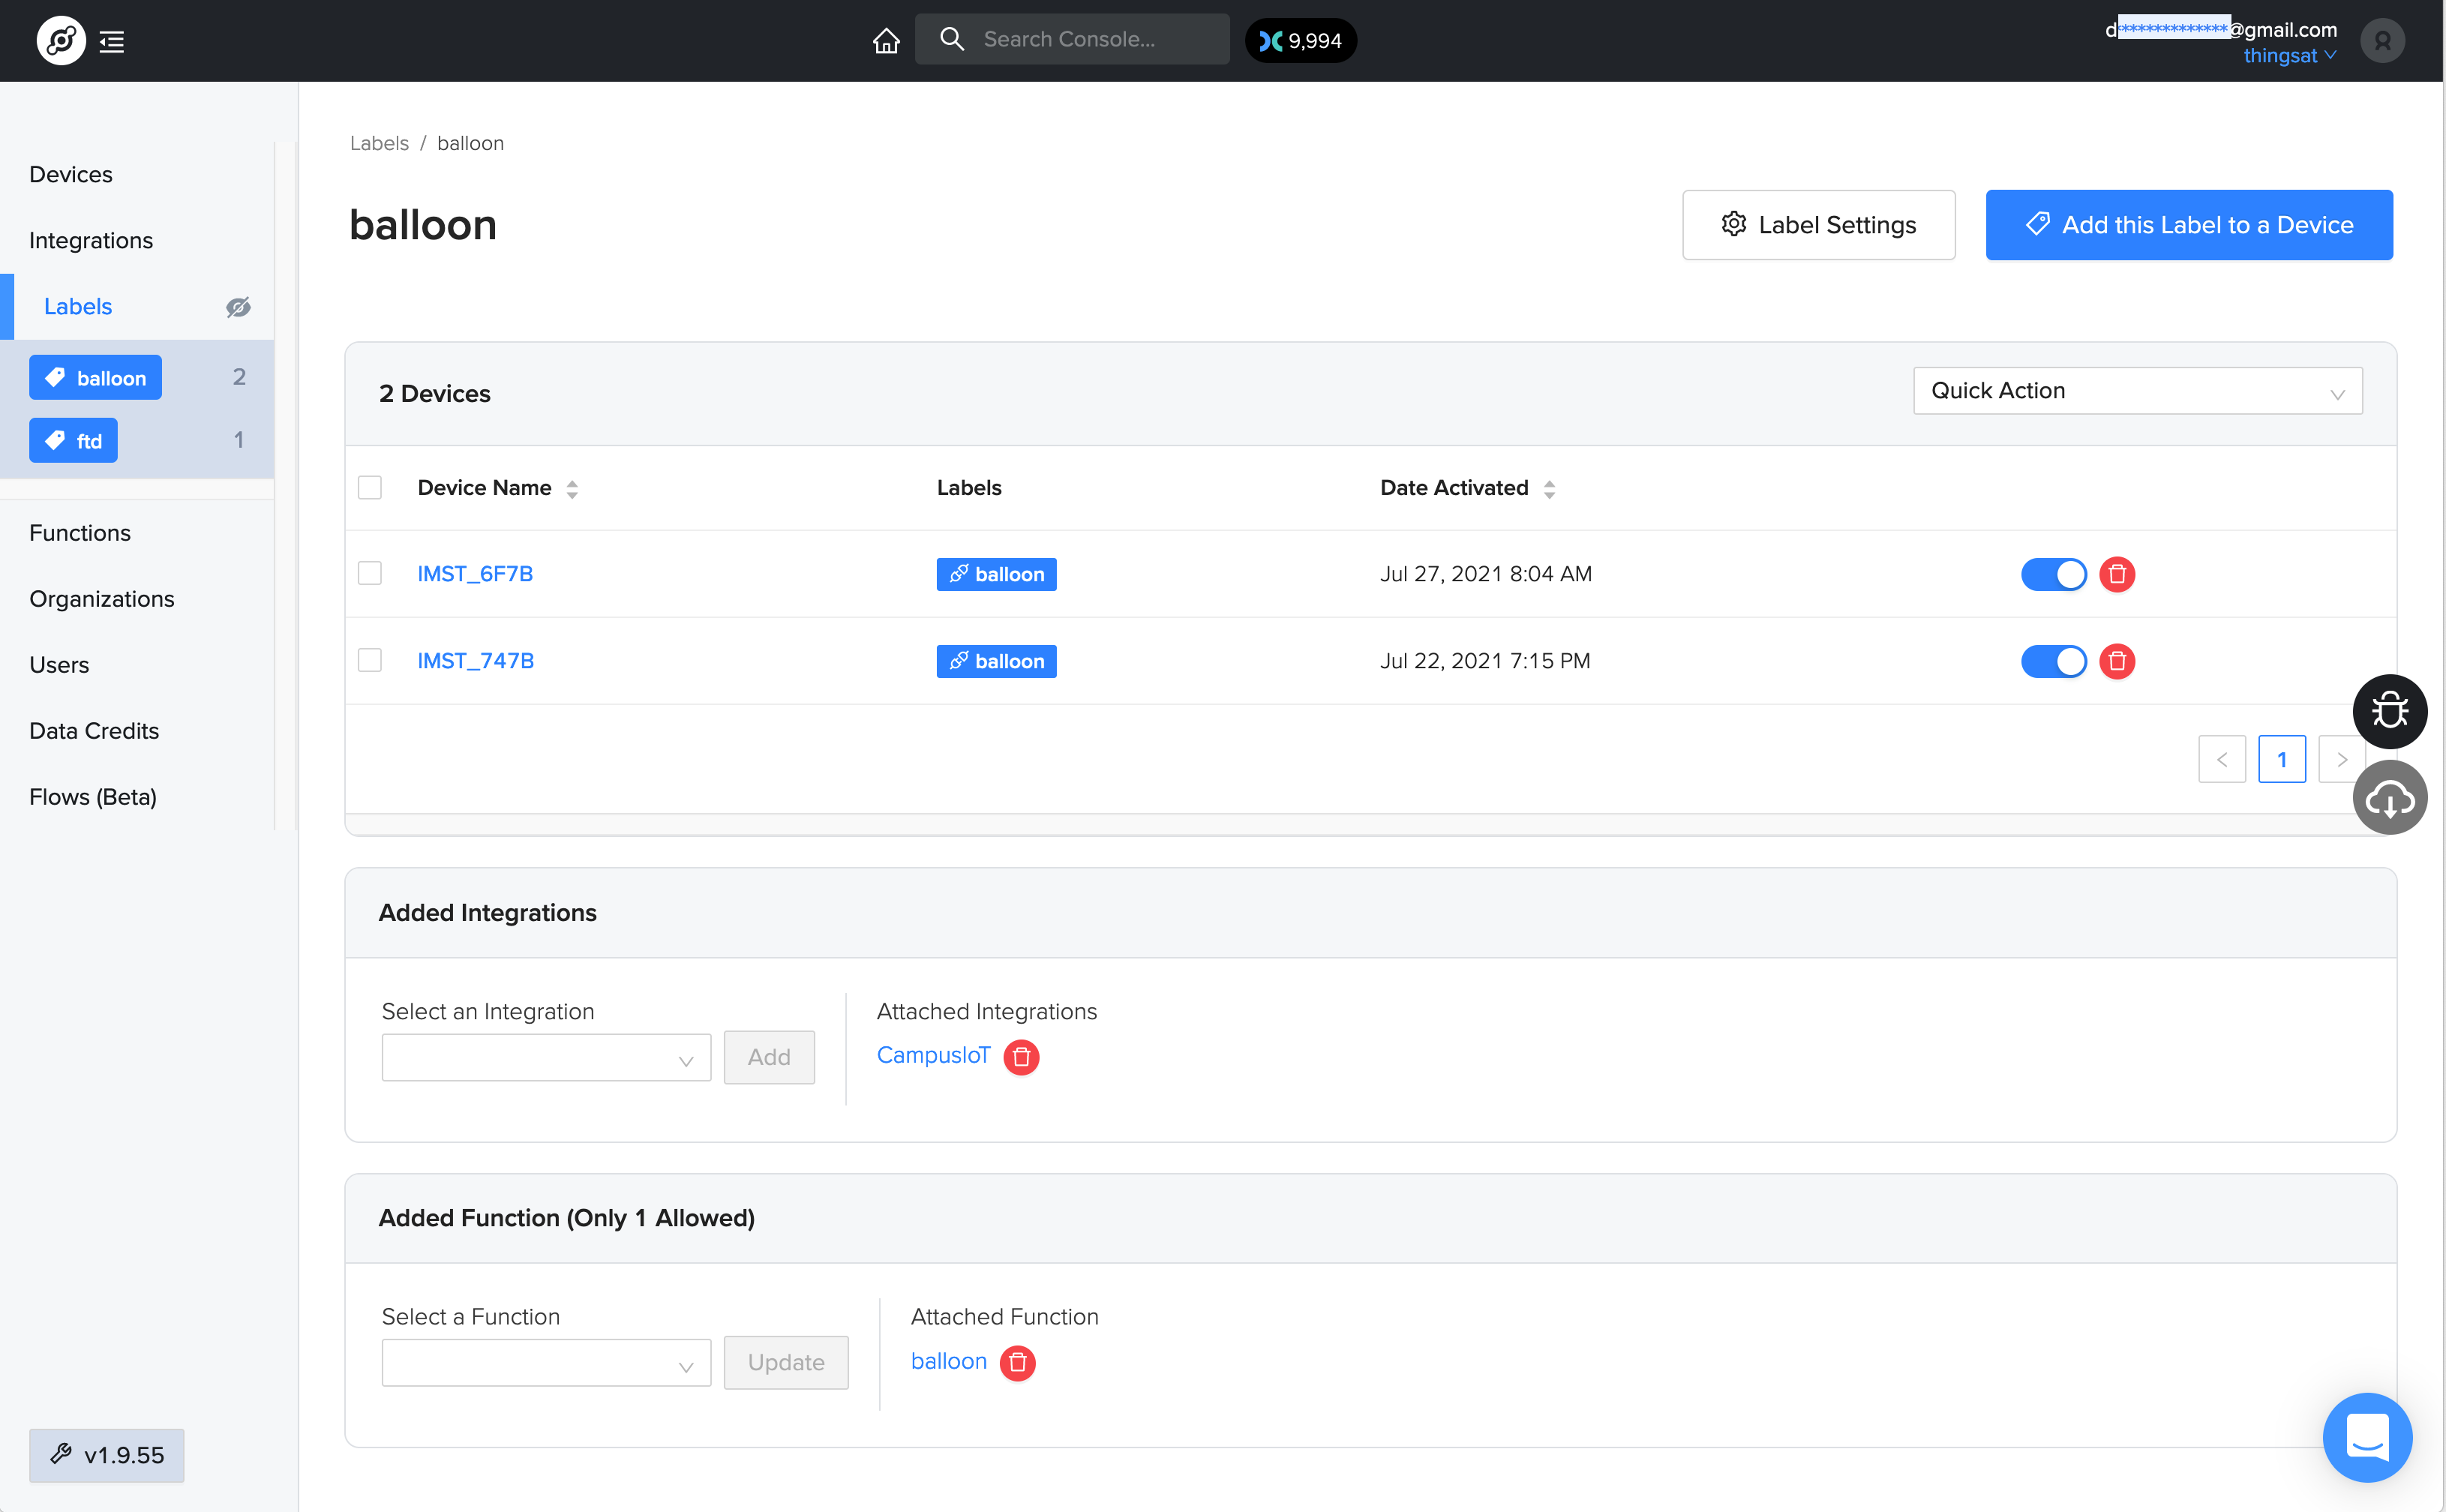 Search Console...
9,994
d**************@gmail.com
thingsat
Devices
Integrations
Labels
balloon 2
ftd 1
Functions
Organizations
Users
Data Credits
Flows (Beta)
v1.9.55
Labels / balloon
balloon
Label Settings
Add this Label to a Device
2 Devices
Quick Action
Device Name Labels Date Activated
IMST_6F7B balloon Jul 27, 2021 8:04 AM
IMST_747B balloon Jul 22, 2021 7:15 PM
< 1 >
Added Integrations
Select an Integration
Add
Attached Integrations
CampusIoT
Added Function (Only 1 Allowed)
Select a Function
Update
Attached Function
balloon